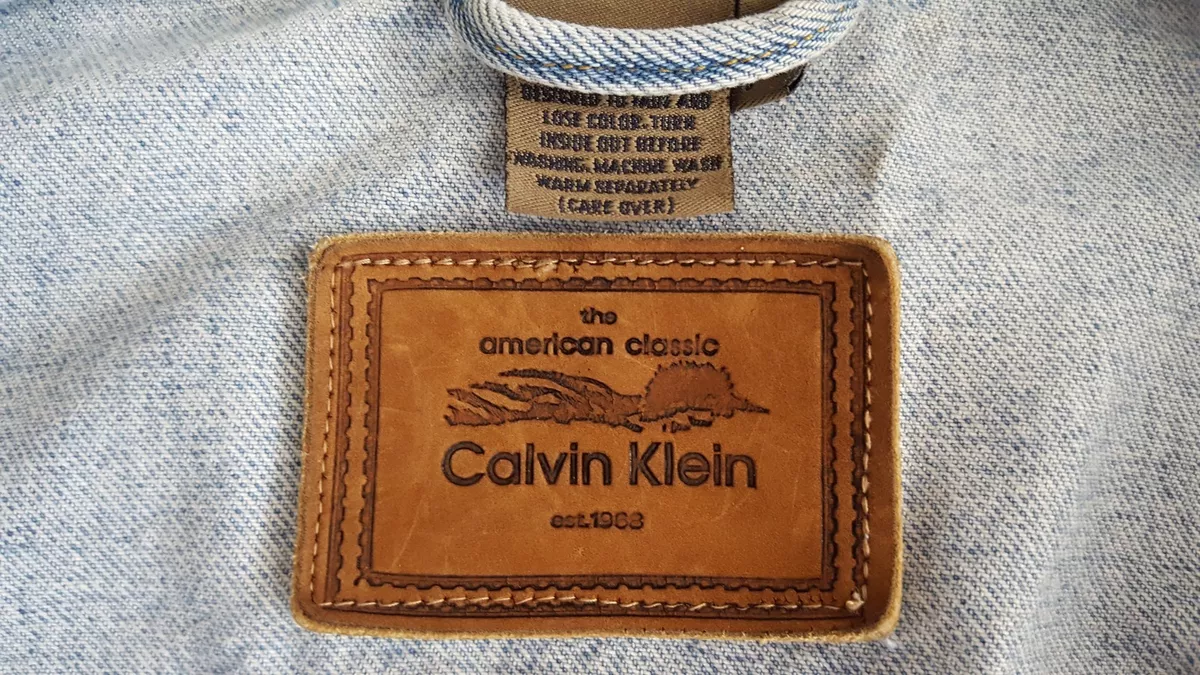 DESIGNED TO FADE AND
LOSE COLOR. TURN
INSIDE OUT BEFORE
WASHING. MACHINE WASH
WARM SEPARATELY
(CARE OVER)
the
american classic
Calvin Klein
est.1968